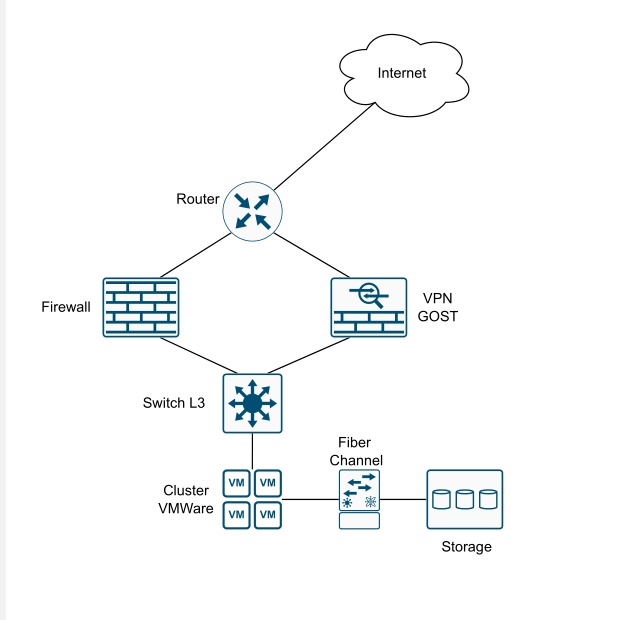 Internet
Router
Firewall
VPN
GOST
Switch L3
Fiber
Channel
Cluster
VMWare
VM VM
VM VM
Storage